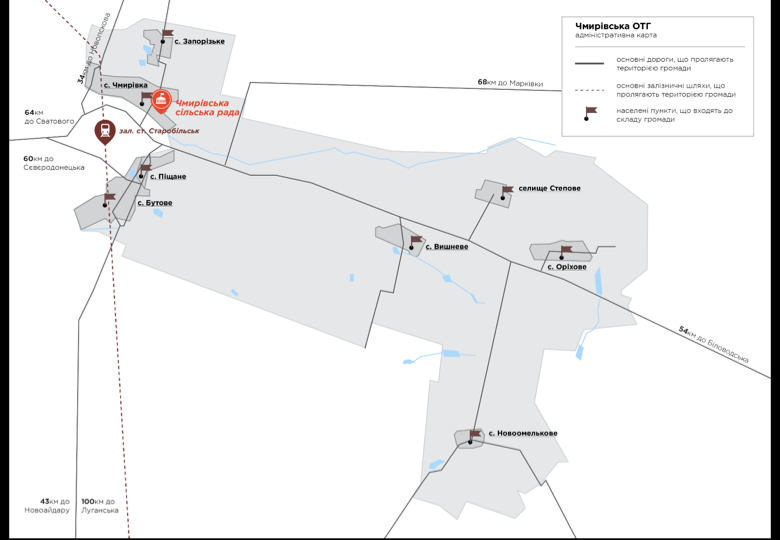 Чмирівська ОТГ
адміністративна карта
основні дороги, що пролягають
територією громади
основні залізничні шляхи, що
пролягають територією громади
населені пункти, що входять до
складу громади
34км до Новопскова
с. Запорізьке
с. Чмирівка
Чмирівська
сільська рада
68км до Марківки
64км
до Сватового
зал. ст. Старобільськ
60км до
Сєвєродонецька
с. Піщане
с. Бутове
селище Степове
с. Вишневе
с. Оріхове
54км до Біловодська
с. Новоомелькове
43км до
Новоайдару
100км до
Луганська